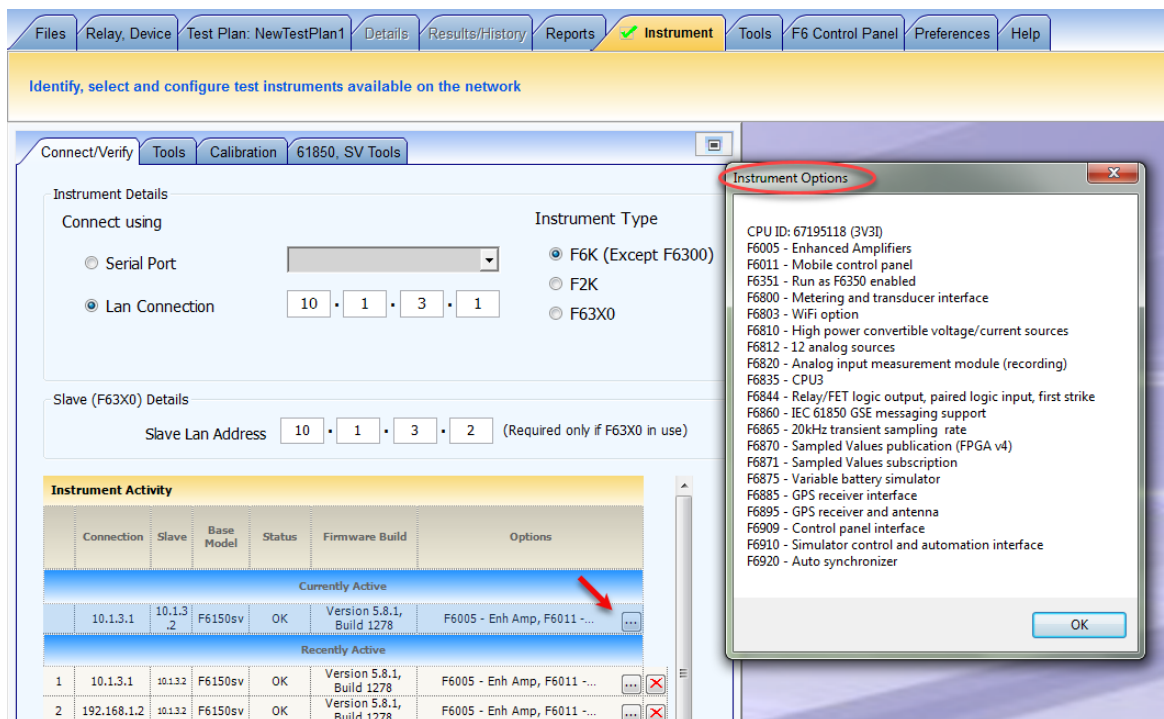 Files Relay, Device Test Plan: NewTestPlan1 Details Results/History Reports Instrument Tools F6 Control Panel Preferences Help
Identify, select and configure test instruments available on the network
Connect/Verify Tools Calibration 61850, SV Tools
Instrument Details
Connect using
Serial Port
Lan Connection 10 . 1 . 3 . 1
Instrument Type
F6K (Except F6300)
F2K
F63X0
Slave (F63X0) Details
Slave Lan Address 10 . 1 . 3 . 2 (Required only if F63X0 in use)
Instrument Activity
Connection Slave Base Model Status Firmware Build Options
Currently Active
10.1.3.1 10.1.3.2 F6150sv OK Version 5.8.1, Build 1278 F6005 - Enh Amp, F6011 -... ...
Recently Active
1 10.1.3.1 10.1.3.2 F6150sv OK Version 5.8.1, Build 1278 F6005 - Enh Amp, F6011 -... ...
2 192.168.1.2 10.1.3.2 F6150sv OK Version 5.8.1, Build 1278 F6005 - Enh Amp, F6011 -... ...
Instrument Options
CPU ID: 67195118 (3V3I)
F6005 - Enhanced Amplifiers
F6011 - Mobile control panel
F6351 - Run as F6350 enabled
F6800 - Metering and transducer interface
F6803 - WiFi option
F6810 - High power convertible voltage/current sources
F6812 - 12 analog sources
F6820 - Analog input measurement module (recording)
F6835 - CPU3
F6844 - Relay/FET logic output, paired logic input, first strike
F6860 - IEC 61850 GSE messaging support
F6865 - 20kHz transient sampling rate
F6870 - Sampled Values publication (FPGA v4)
F6871 - Sampled Values subscription
F6875 - Variable battery simulator
F6885 - GPS receiver interface
F6895 - GPS receiver and antenna
F6909 - Control panel interface
F6910 - Simulator control and automation interface
F6920 - Auto synchronizer
OK